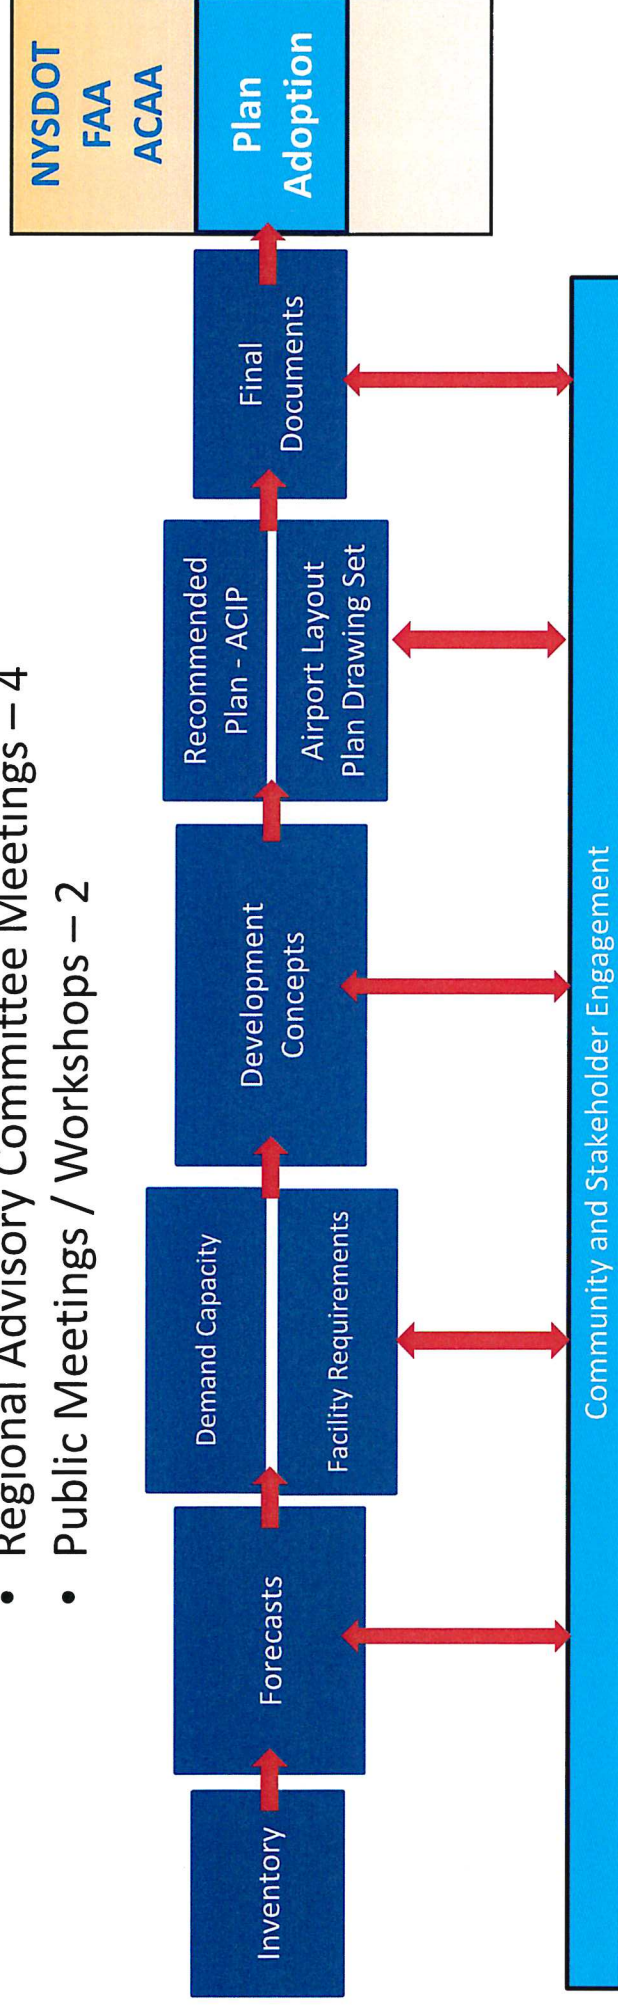 • Regional Advisory Committee Meetings – 4
• Public Meetings / Workshops – 2
Inventory
Forecasts
Demand Capacity
Facility Requirements
Development
Concepts
Recommended
Plan - ACIP
Airport Layout
Plan Drawing Set
Final
Documents
NYSDOT
FAA
ACAA
Plan
Adoption
Community and Stakeholder Engagement